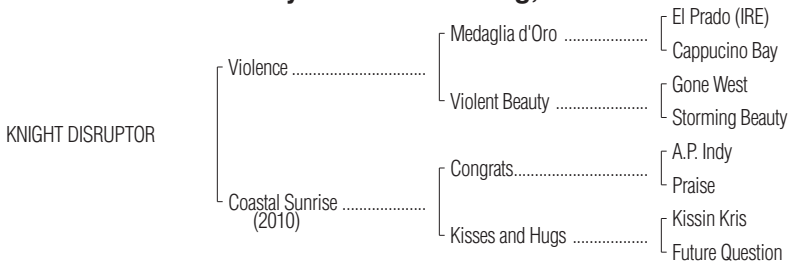 El Prado (IRE)
Medaglia d'Oro ..................
Cappucino Bay
Violence ............................
Gone West
Violent Beauty ...................
Storming Beauty
KNIGHT DISRUPTOR
A.P. Indy
Congrats............................
Praise
Coastal Sunrise .................
(2010)
Kissin Kris
Kisses and Hugs ...............
Future Question